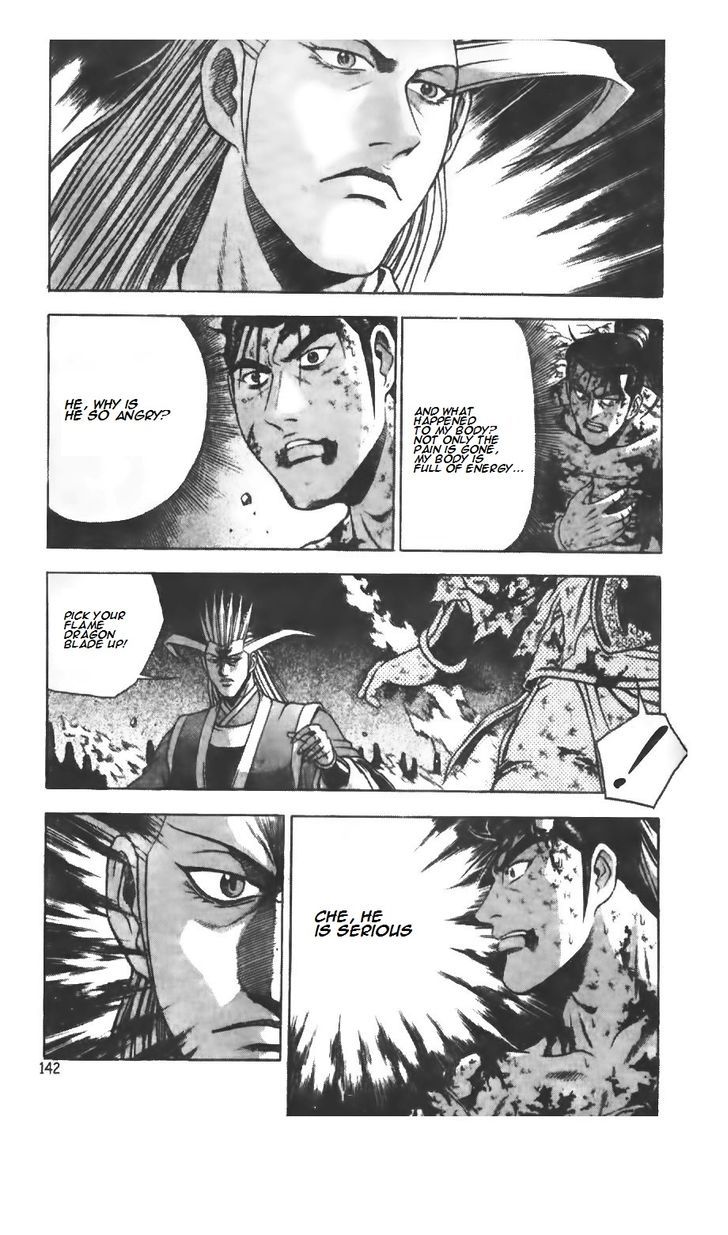 HE, WHY IS
HE SO ANGRY?
AND WHAT
HAPPENED
TO MY BODY?
NOT ONLY THE
PAIN IS GONE,
MY BODY IS
FULL OF ENERGY...
PICK YOUR
FLAME
DRAGON
BLADE UP!
!
CHE, HE
IS SERIOUS
142